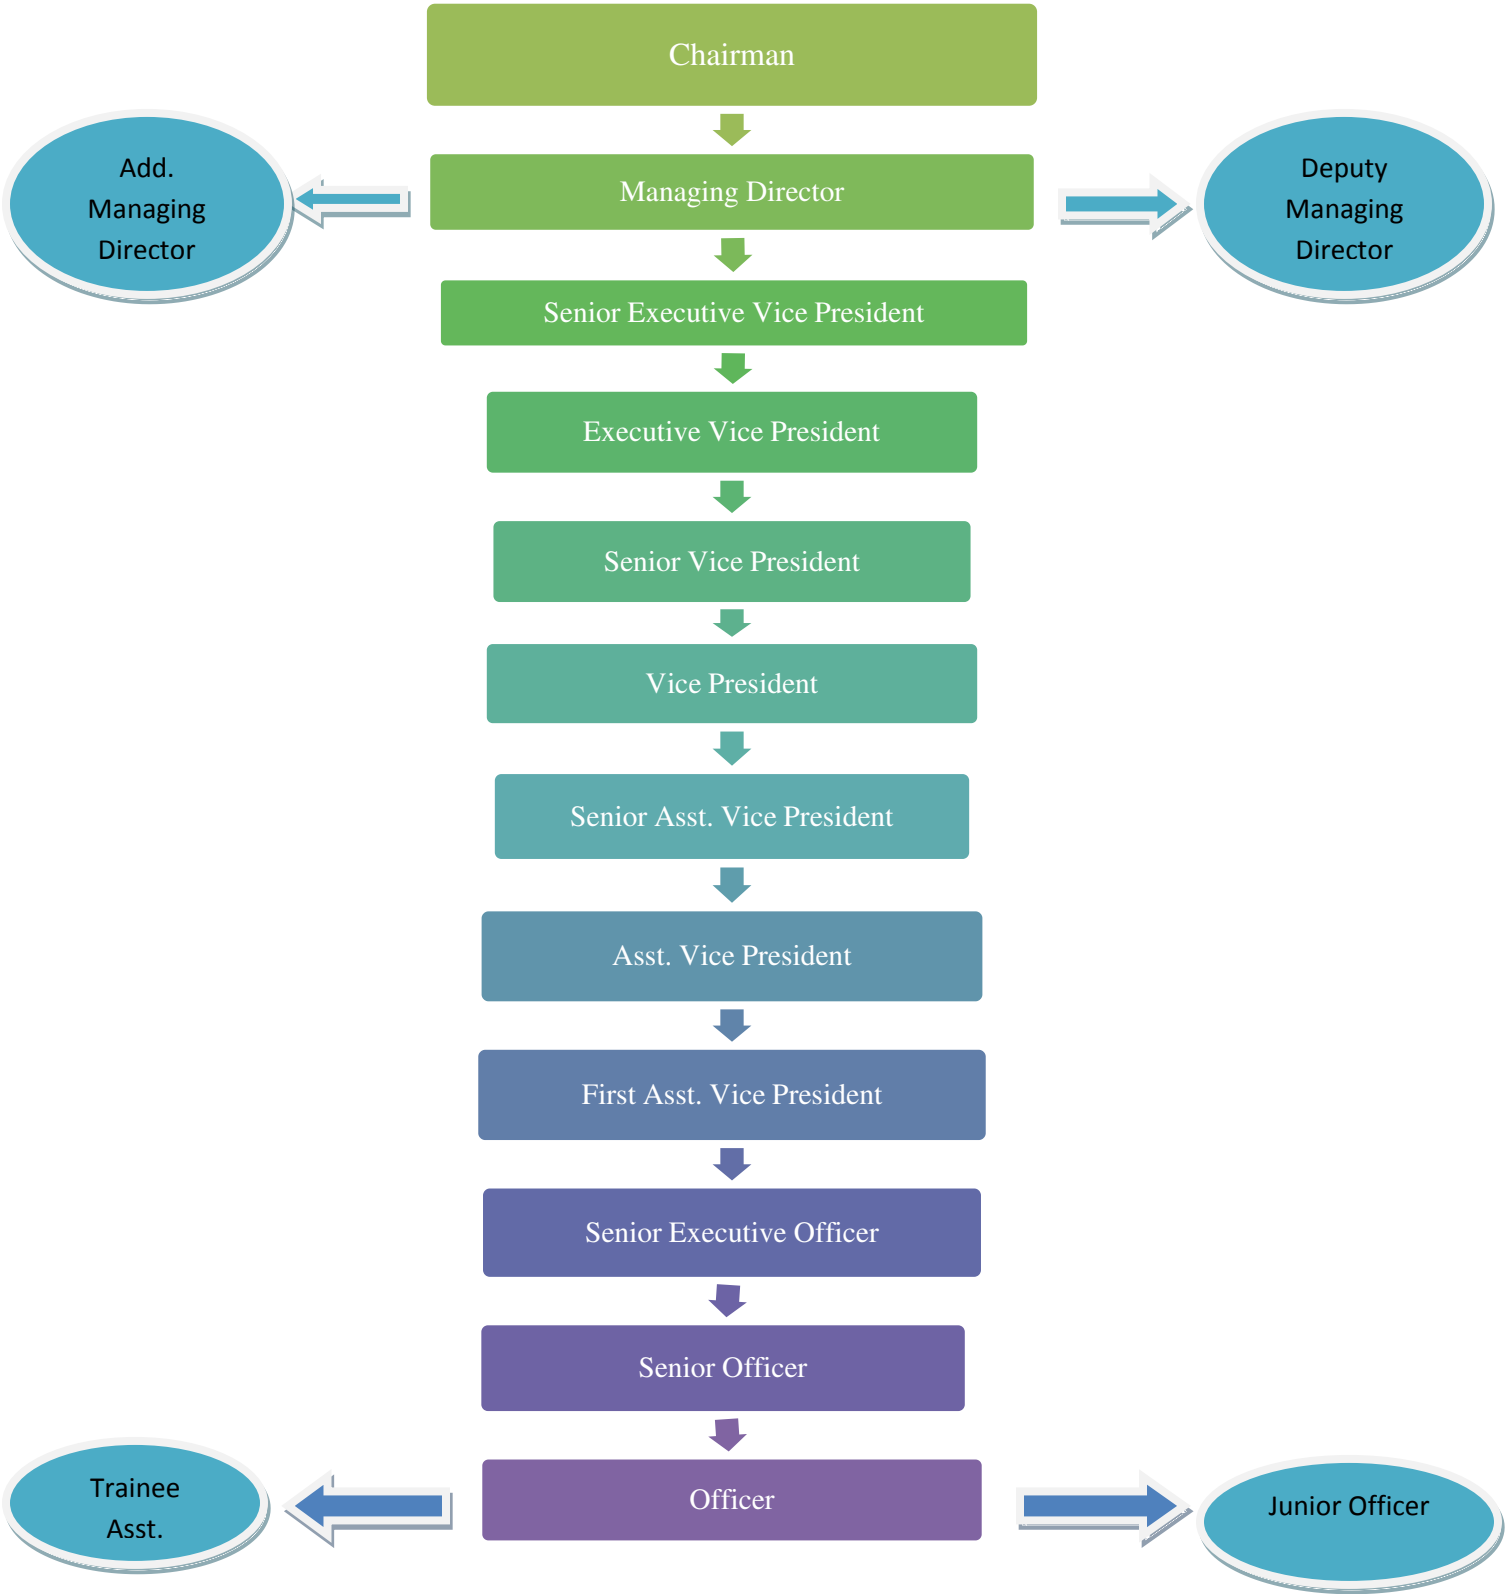 Chairman
Add.
Managing
Director
Managing Director
Deputy
Managing
Director
Senior Executive Vice President
Executive Vice President
Senior Vice President
Vice President
Senior Asst. Vice President
Asst. Vice President
First Asst. Vice President
Senior Executive Officer
Senior Officer
Trainee
Asst.
Officer
Junior Officer